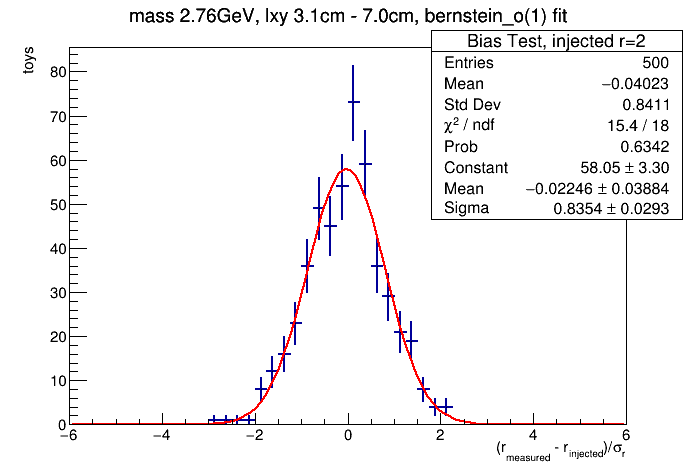 mass 2.76GeV, lxy 3.1cm - 7.0cm, bernstein_o(1) fit
Bias Test, injected r=2
Entries 500
Mean −0.04023
Std Dev 0.8411
χ² / ndf 15.4 / 18
Prob 0.6342
Constant 58.05 ± 3.30
Mean −0.02246 ± 0.03884
Sigma 0.8354 ± 0.0293
toys
80
70
60
50
40
30
20
10
0
−6 −4 −2 0 2 4 6
(r_measured - r_injected)/σ_r